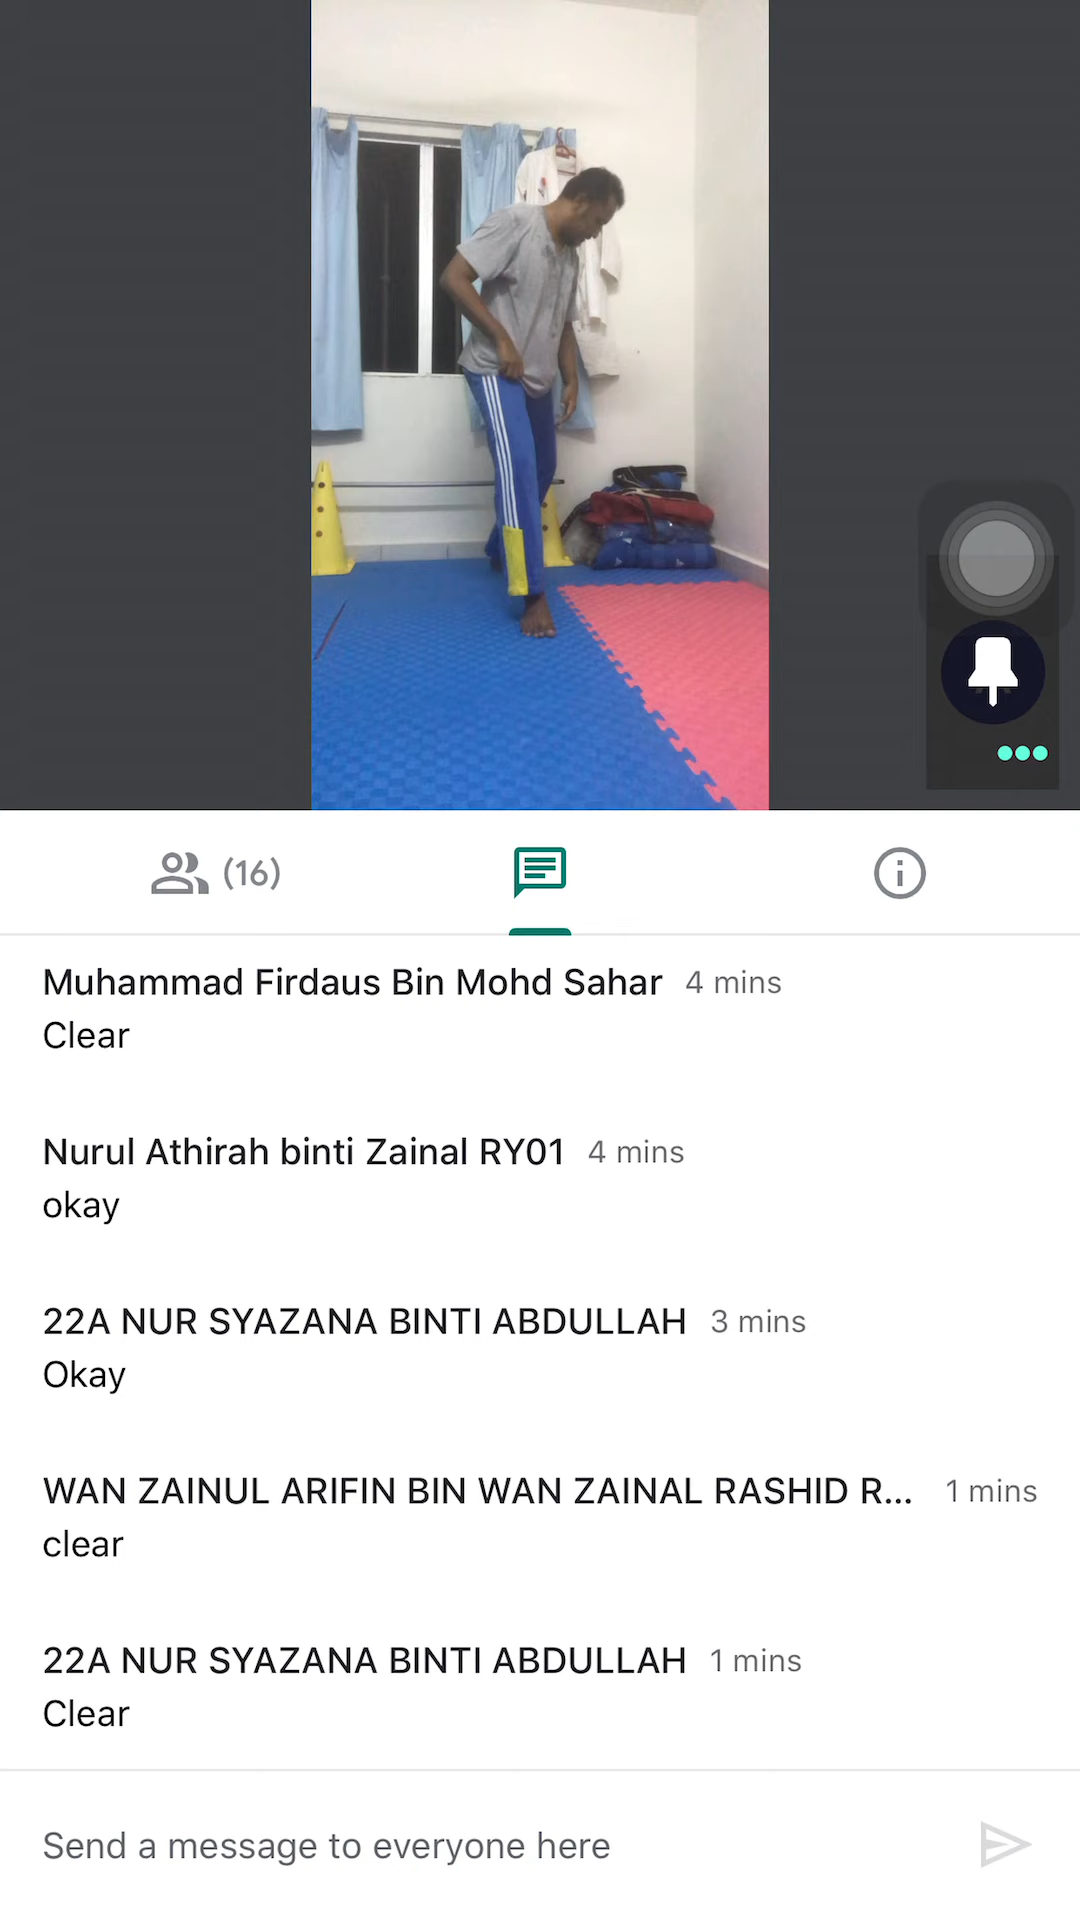 (16)
Muhammad Firdaus Bin Mohd Sahar 4 mins
Clear
Nurul Athirah binti Zainal RY01 4 mins
okay
22A NUR SYAZANA BINTI ABDULLAH 3 mins
Okay
WAN ZAINUL ARIFIN BIN WAN ZAINAL RASHID R... 1 mins
clear
22A NUR SYAZANA BINTI ABDULLAH 1 mins
Clear
Send a message to everyone here